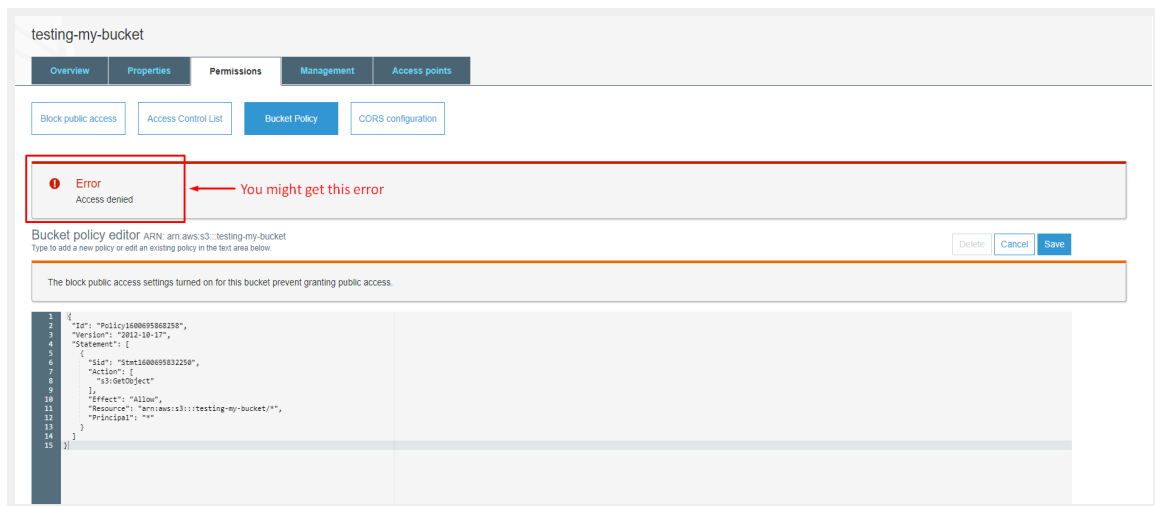 testing-my-bucket
Overview Properties Permissions Management Access points
Block public access Access Control List Bucket Policy CORS configuration
Error
Access denied
You might get this error
Bucket policy editor ARN: arn:aws:s3:::testing-my-bucket
Type to add a new policy or edit an existing policy in the text area below.
Delete Cancel Save
The block public access settings turned on for this bucket prevent granting public access.
1 {
2 "Id": "Policy1600695868258",
3 "Version": "2012-10-17",
4 "Statement": [
5 {
6 "Sid": "Stmt1600695832250",
7 "Action": [
8 "s3:GetObject"
9 ],
10 "Effect": "Allow",
11 "Resource": "arn:aws:s3:::testing-my-bucket/*",
12 "Principal": "*"
13 }
14 ]
15 }